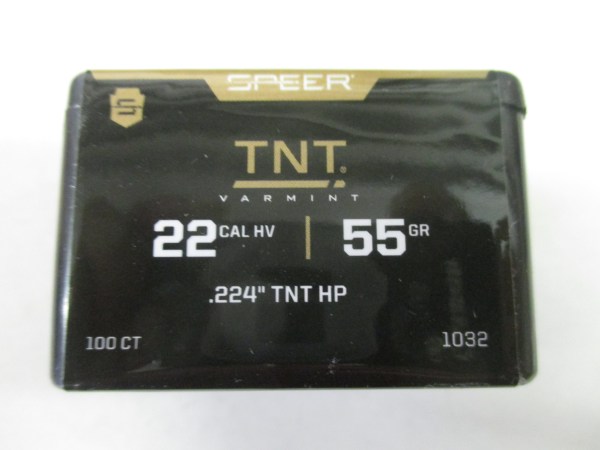 SPEER
TNT®
VARMINT
22 CAL HV | 55 GR
.224" TNT HP
100 CT 1032